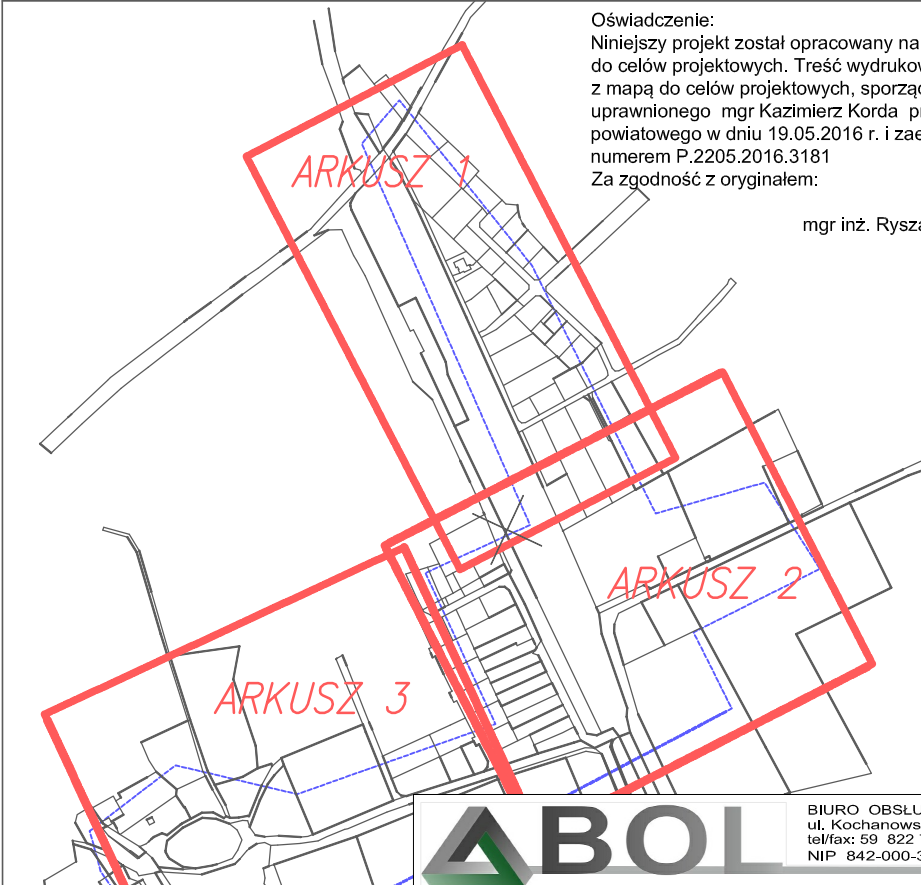 Oświadczenie:
Niniejszy projekt został opracowany na
do celów projektowych. Treść wydruko
z mapą do celów projektowych, sporzą
uprawnionego mgr Kazimierz Korda p
powiatowego w dniu 19.05.2016 r. i zae
numerem P.2205.2016.3181
Za zgodność z oryginałem:
mgr inż. Rysza
ARKUSZ 1
ARKUSZ 2
ARKUSZ 3
ABOL
BIURO OBSŁU
ul. Kochanows
tel/fax: 59 822
NIP 842-000-3